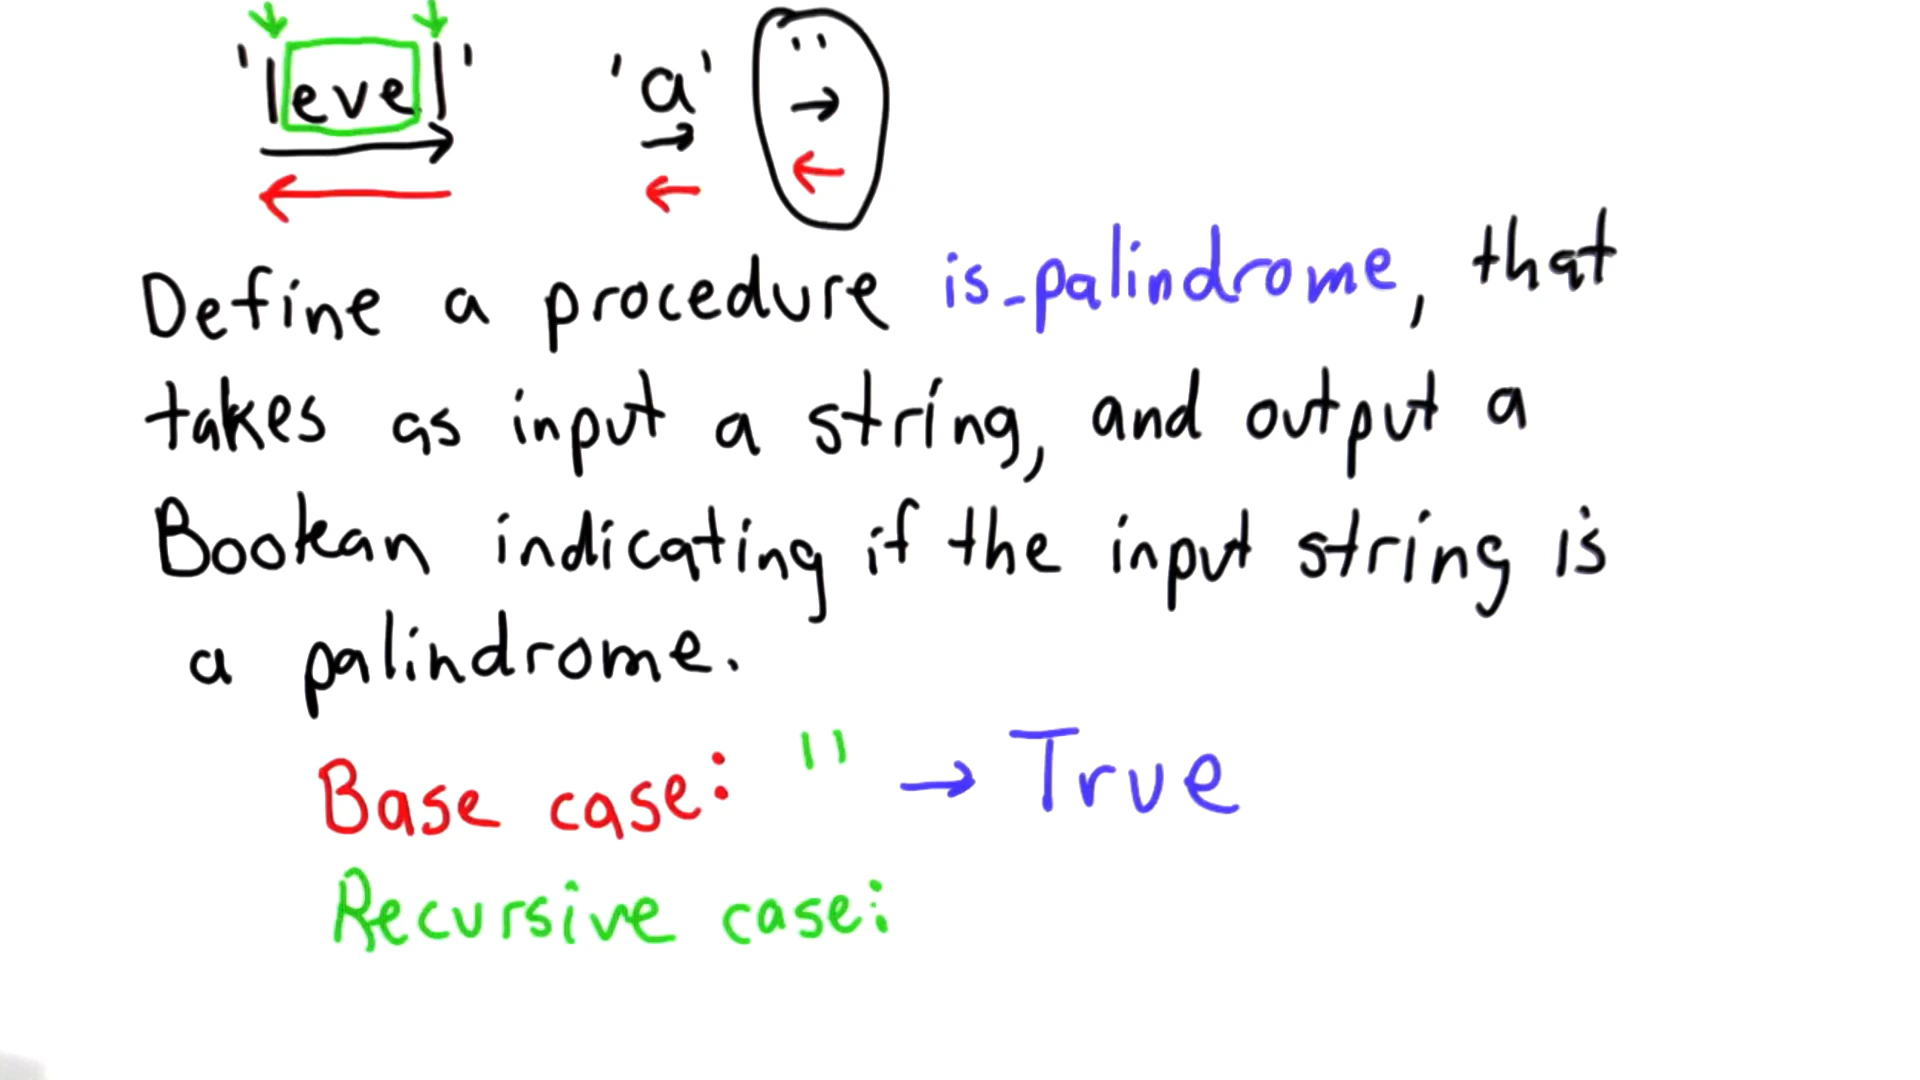 'level' 'a' ''
Define a procedure is_palindrome, that
takes as input a string, and output a
Boolean indicating if the input string is
a palindrome.
Base case: '' → True
Recursive case: